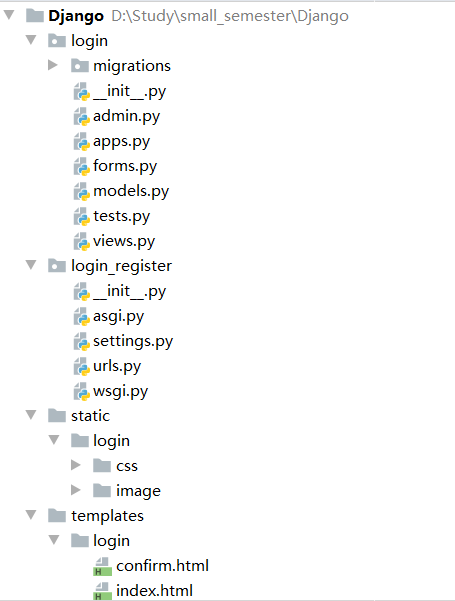 Django D:\Study\small_semester\Django
login
migrations
__init__.py
admin.py
apps.py
forms.py
models.py
tests.py
views.py
login_register
__init__.py
asgi.py
settings.py
urls.py
wsgi.py
static
login
css
image
templates
login
confirm.html
index.html